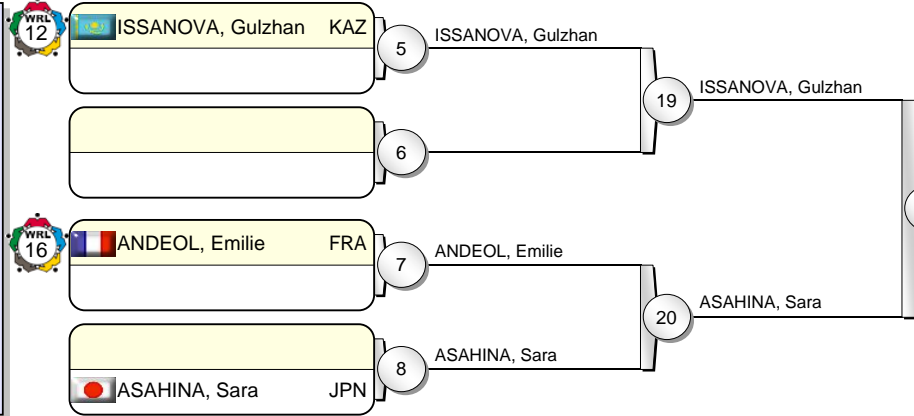 WRL
12
ISSANOVA, Gulzhan KAZ
5
ISSANOVA, Gulzhan
19
ISSANOVA, Gulzhan
6
WRL
16
ANDEOL, Emilie FRA
7
ANDEOL, Emilie
20
ASAHINA, Sara
8
ASAHINA, Sara
ASAHINA, Sara JPN